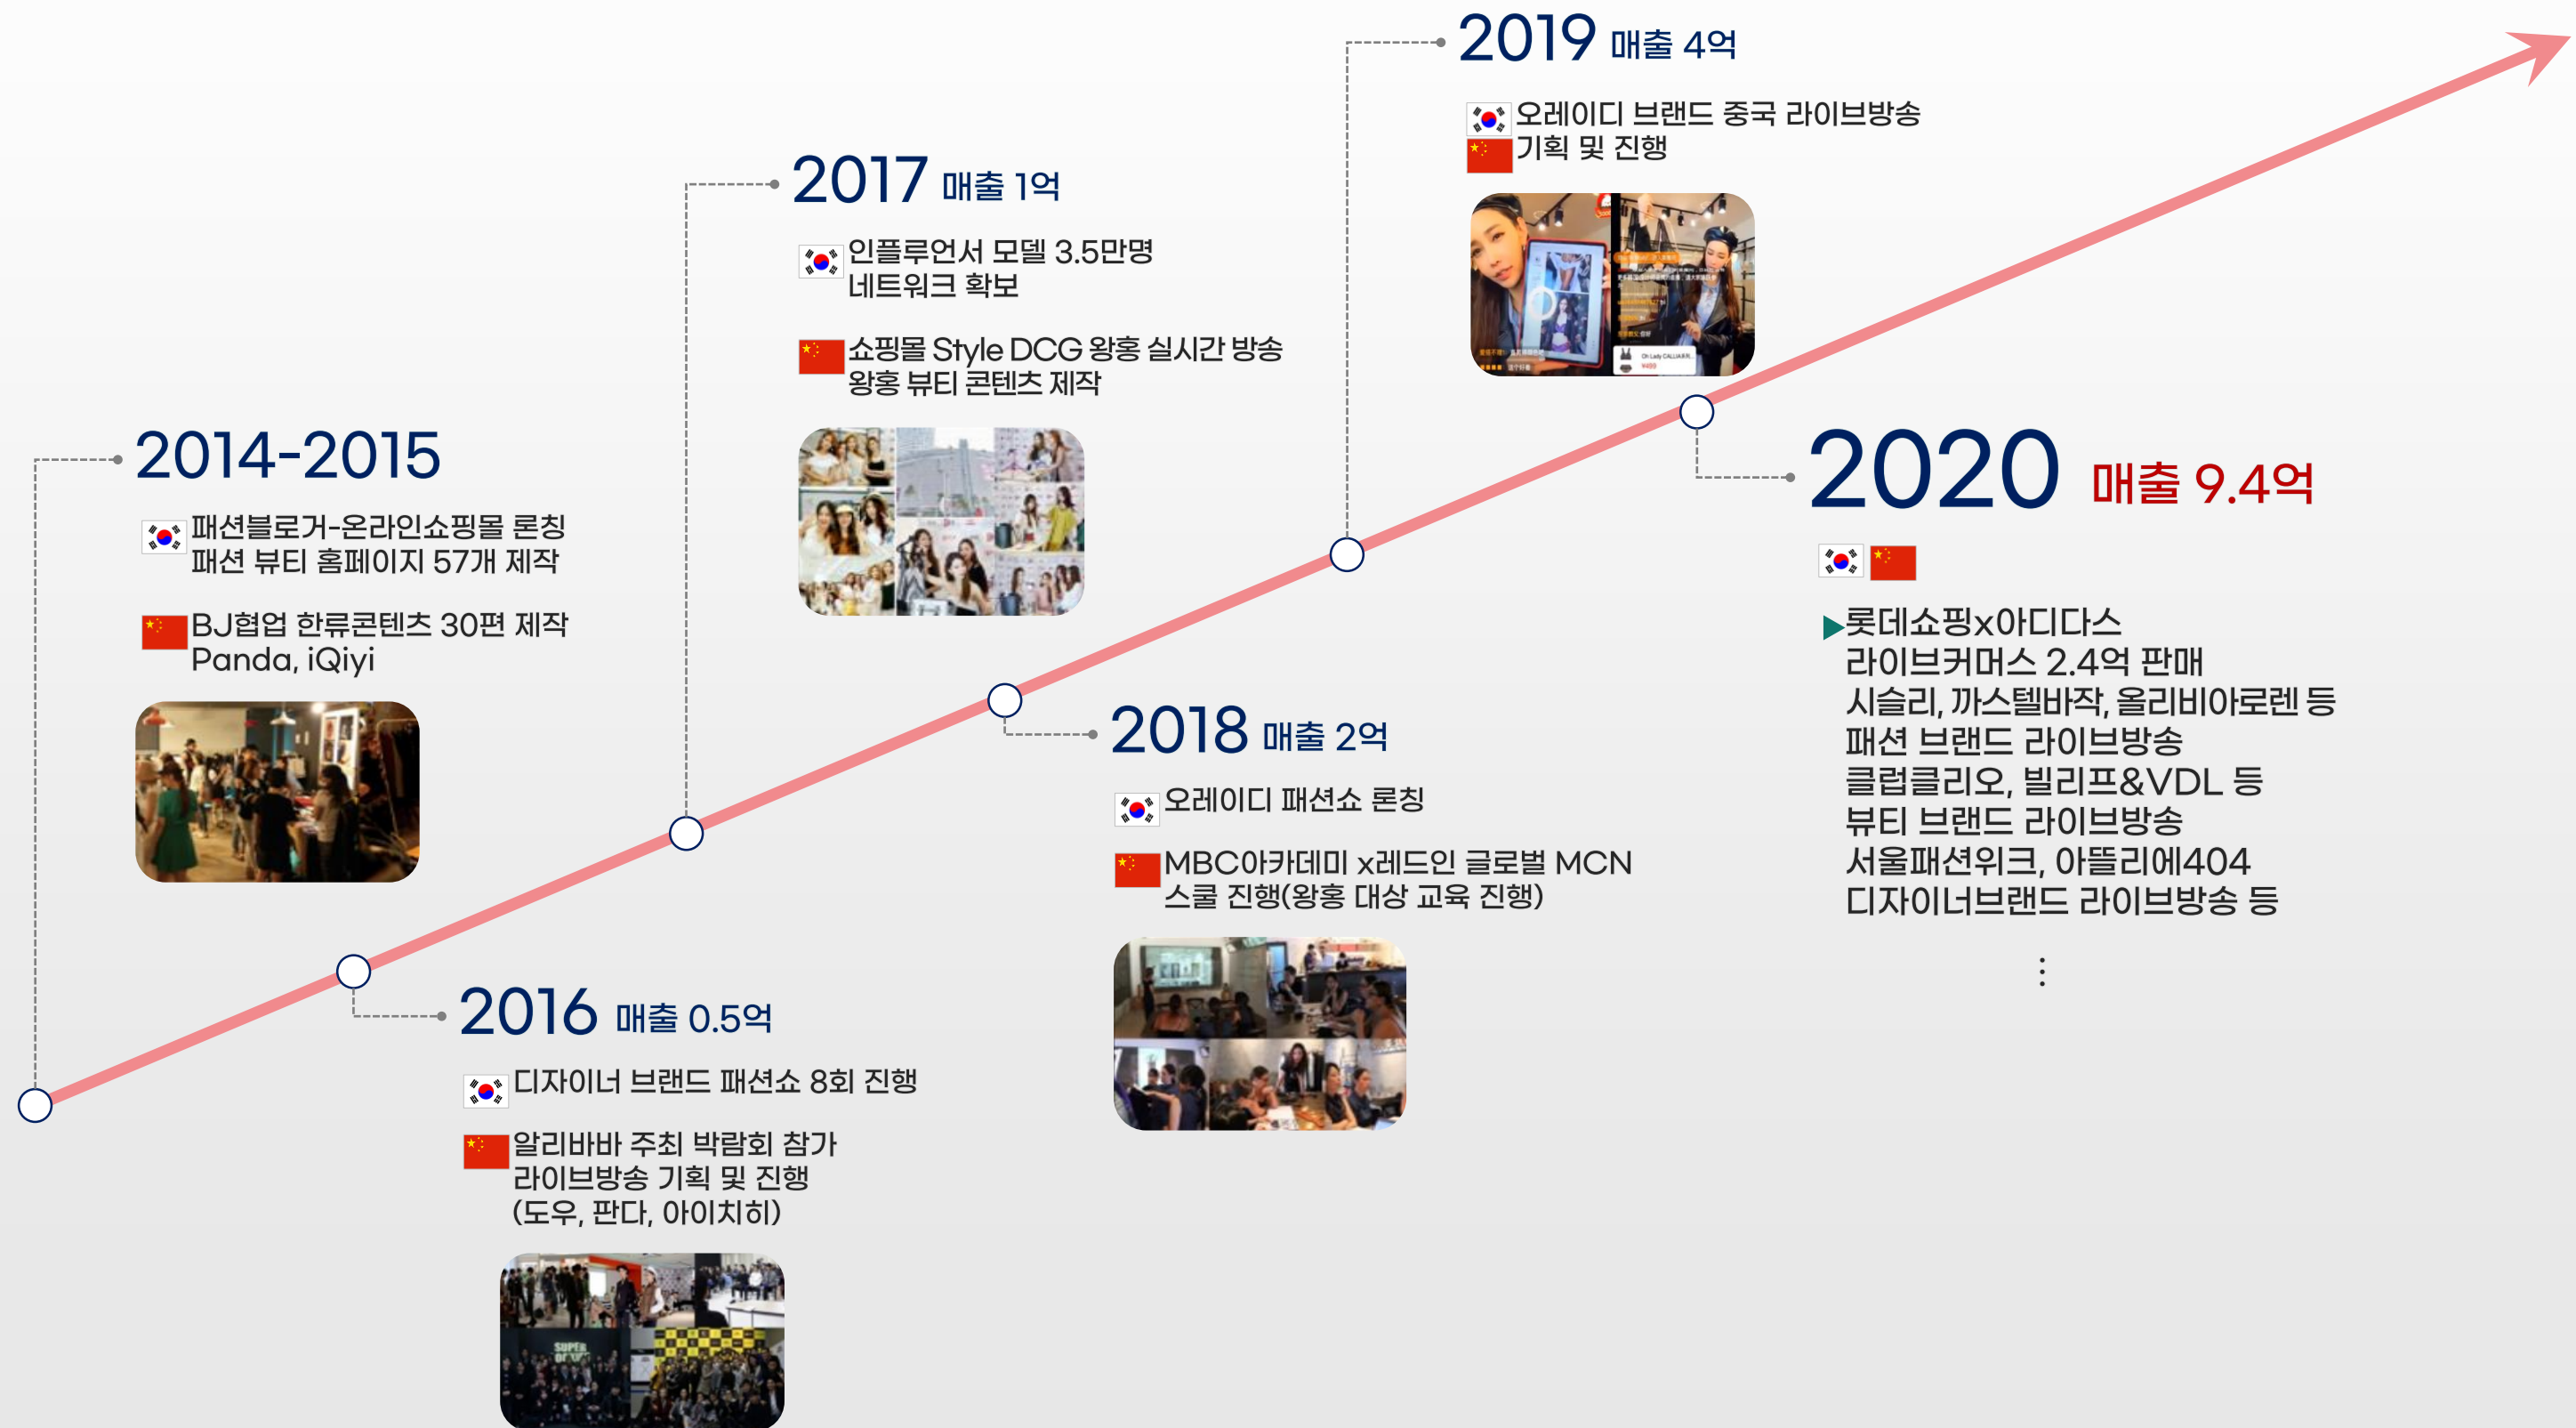 2014-2015
패션블로거-온라인쇼핑몰 론칭
패션 뷰티 홈페이지 57개 제작
BJ협업 한류콘텐츠 30편 제작
Panda, iQiyi
2016 매출 0.5억
디자이너 브랜드 패션쇼 8회 진행
알리바바 주최 박람회 참가
라이브방송 기획 및 진행
(도우, 판다, 아이치히)
SUPER
2017 매출 1억
인플루언서 모델 3.5만명
네트워크 확보
쇼핑몰 Style DCG 왕홍 실시간 방송
왕홍 뷰티 콘텐츠 제작
2018 매출 2억
오레이디 패션쇼 론칭
MBC아카데미 x레드인 글로벌 MCN
스쿨 진행(왕홍 대상 교육 진행)
2019 매출 4억
오레이디 브랜드 중국 라이브방송
기획 및 진행
Oh Lady
¥499
2020 매출 9.4억
▶롯데쇼핑x아디다스
라이브커머스 2.4억 판매
시슬리, 까스텔바작, 올리비아로렌 등
패션 브랜드 라이브방송
클럽클리오, 빌리프&VDL 등
뷰티 브랜드 라이브방송
서울패션위크, 아뜰리에404
디자이너브랜드 라이브방송 등
⋮